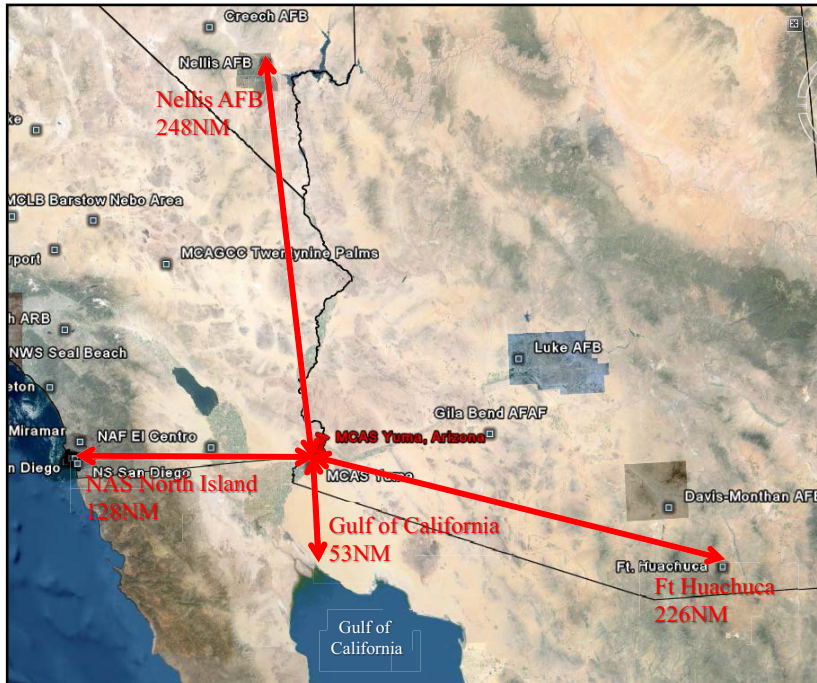 Creech AFB
Nellis AFB
Nellis AFB
248NM
MCLB Barstow Nebo Area
MCAGCC Twentynine Palms
rport
h ARB
NWS Seal Beach
eton
Luke AFB
Gila Bend AFAF
Miramar
NAF El Centro
MCAS Yuma, Arizona
n Diego
NS San Diego
MCAS Yuma
NAS North Island
128NM
Davis-Monthan AFB
Gulf of California
53NM
Ft. Huachuca
Ft Huachuca
226NM
Gulf of
California